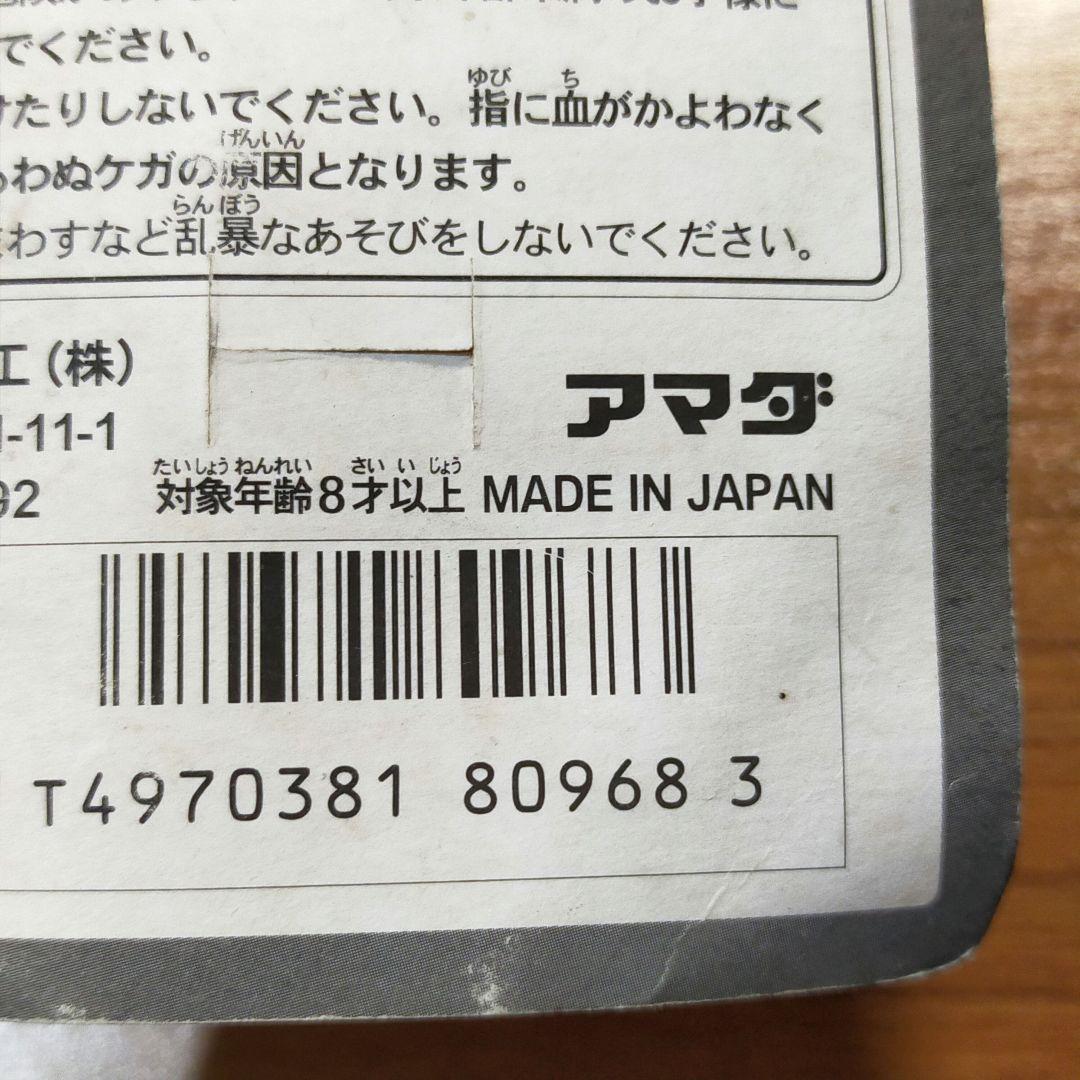 でください。
けたりしないでください。指に血がかよわなく
わぬケガの原因となります。
わすなど乱暴なあそびをしないでください。
工(株)
-11-1
アマダ
対象年齢8才以上 MADE IN JAPAN
T4970381 80968 3